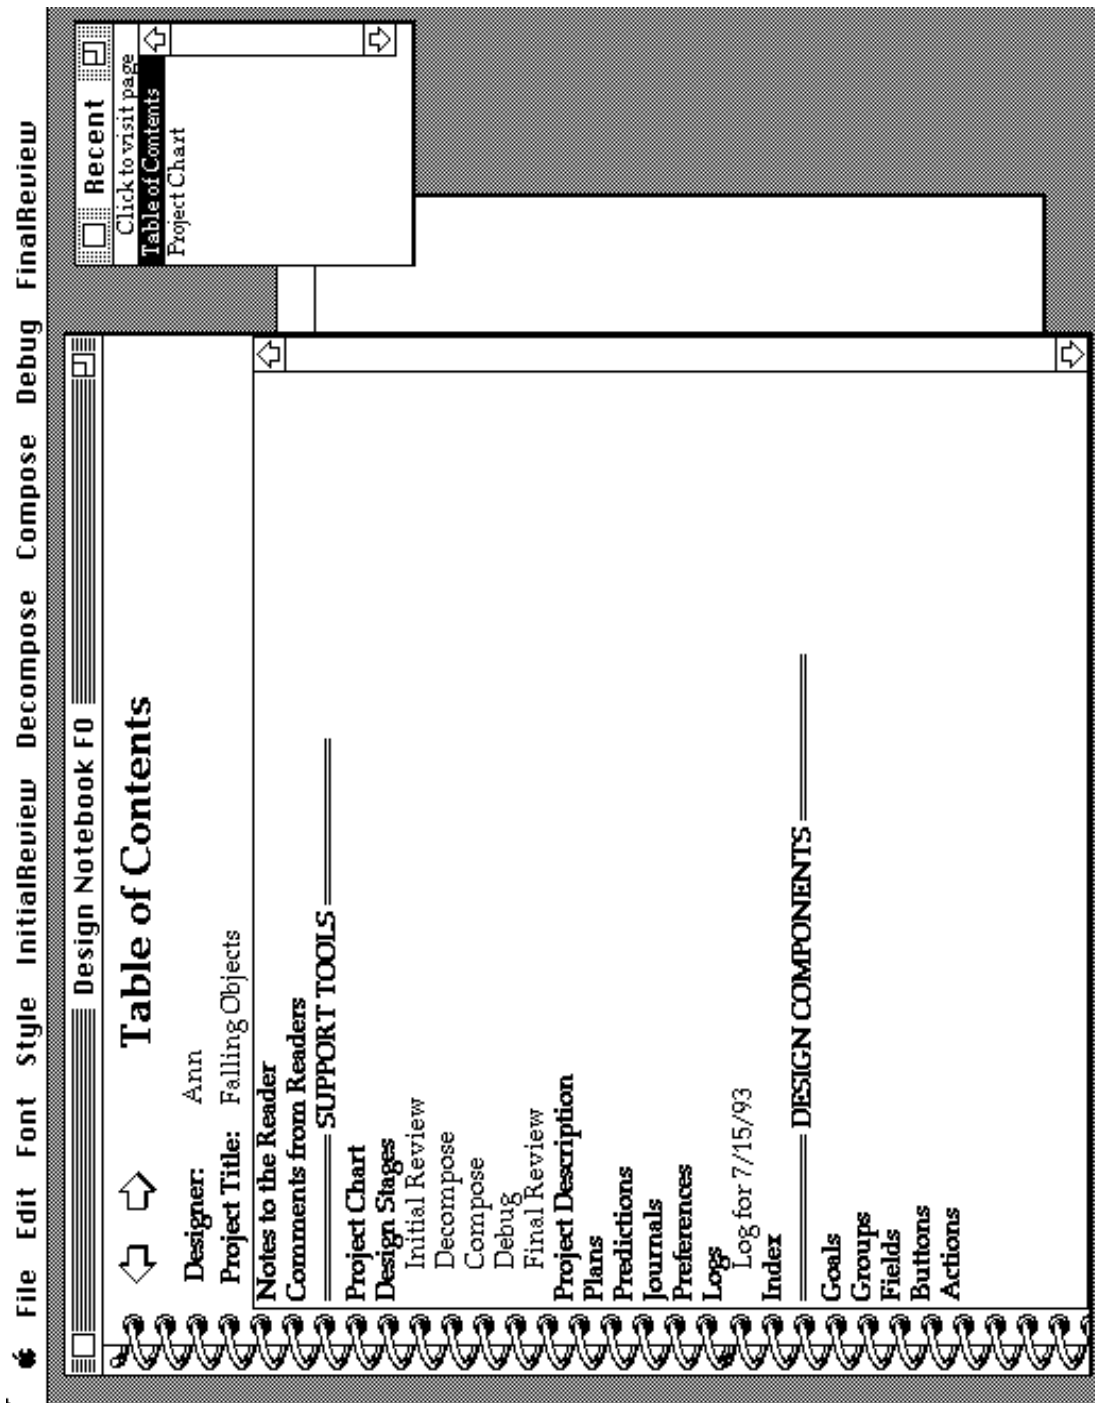 File Edit Font Style InitialReview Decompose Compose Debug FinalReview
Design Notebook FO
Table of Contents
Designer: Ann
Project Title: Falling Objects
Notes to the Reader
Comments from Readers
SUPPORT TOOLS
Project Chart
Design Stages
Initial Review
Decompose
Compose
Debug
Final Review
Project Description
Plans
Predictions
Journals
Preferences
Logs
Log for 7/15/93
Index
DESIGN COMPONENTS
Goals
Groups
Fields
Buttons
Actions
Recent
Click to visit page
Table of Contents
Project Chart